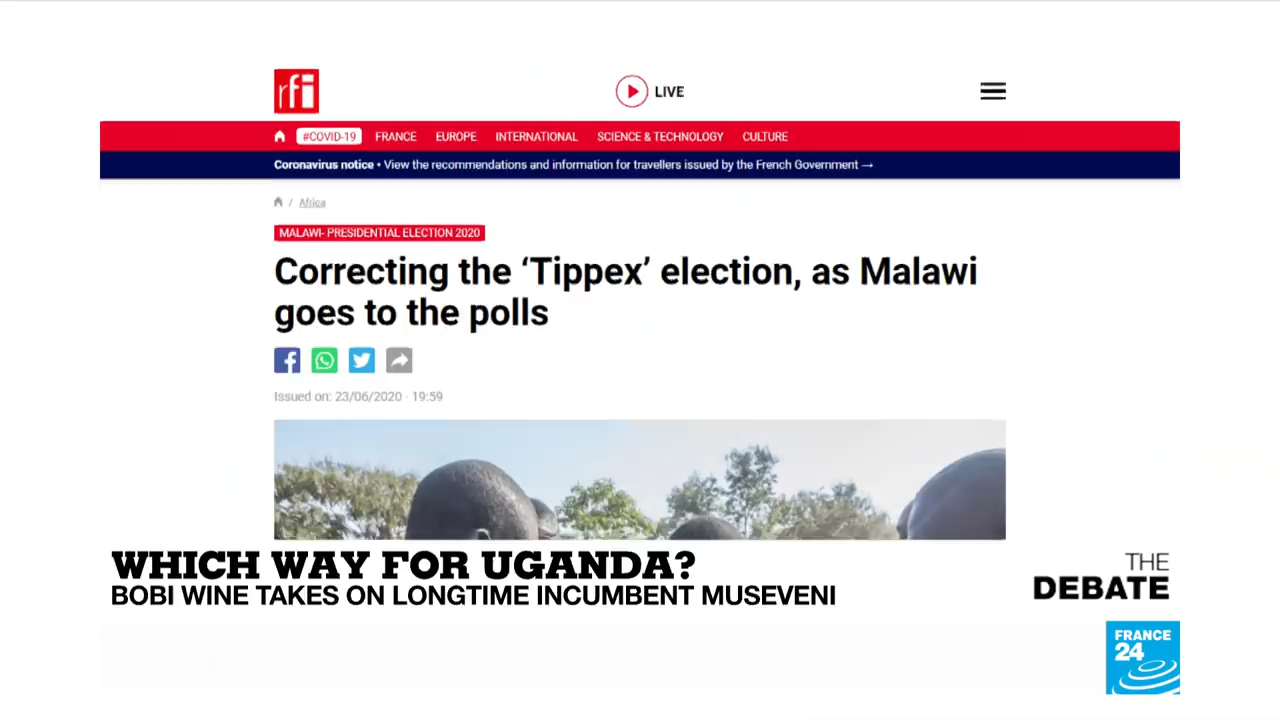 rfi
LIVE
#COVID-19 FRANCE EUROPE INTERNATIONAL SCIENCE & TECHNOLOGY CULTURE
Coronavirus notice • View the recommendations and information for travellers issued by the French Government →
/ Africa
MALAWI- PRESIDENTIAL ELECTION 2020
Correcting the ‘Tippex’ election, as Malawi
goes to the polls
Issued on: 23/06/2020 · 19:59
WHICH WAY FOR UGANDA?
BOBI WINE TAKES ON LONGTIME INCUMBENT MUSEVENI
THE
DEBATE
FRANCE
24